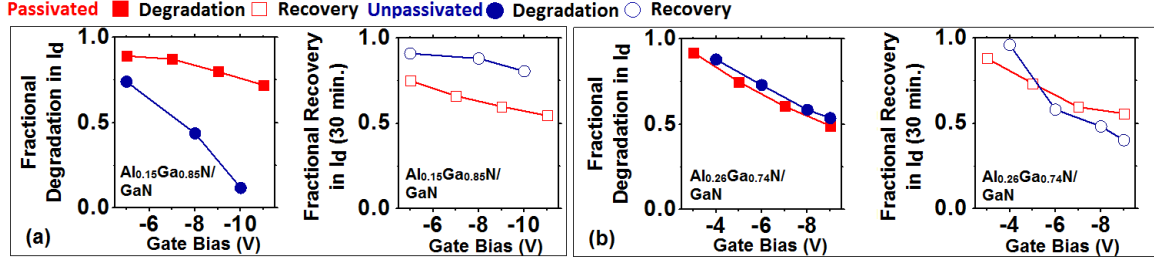 Passivated Degradation Recovery Unpassivated Degradation Recovery
1.0
0.5
0.0
Fractional
Degradation in Id
Al0.15Ga0.85N/
GaN
-6 -8 -10
Gate Bias (V)
(a)
1.0
0.5
0.0
Fractional Recovery
in Id (30 min.)
Al0.15Ga0.85N/
GaN
-6 -8 -10
Gate Bias (V)
1.0
0.5
0.0
Fractional
Degradation in Id
Al0.26Ga0.74N/
GaN
-4 -6 -8
Gate Bias (V)
(b)
1.0
0.5
0.0
Fractional Recovery
in Id (30 min.)
Al0.26Ga0.74N/
GaN
-4 -6 -8
Gate Bias (V)